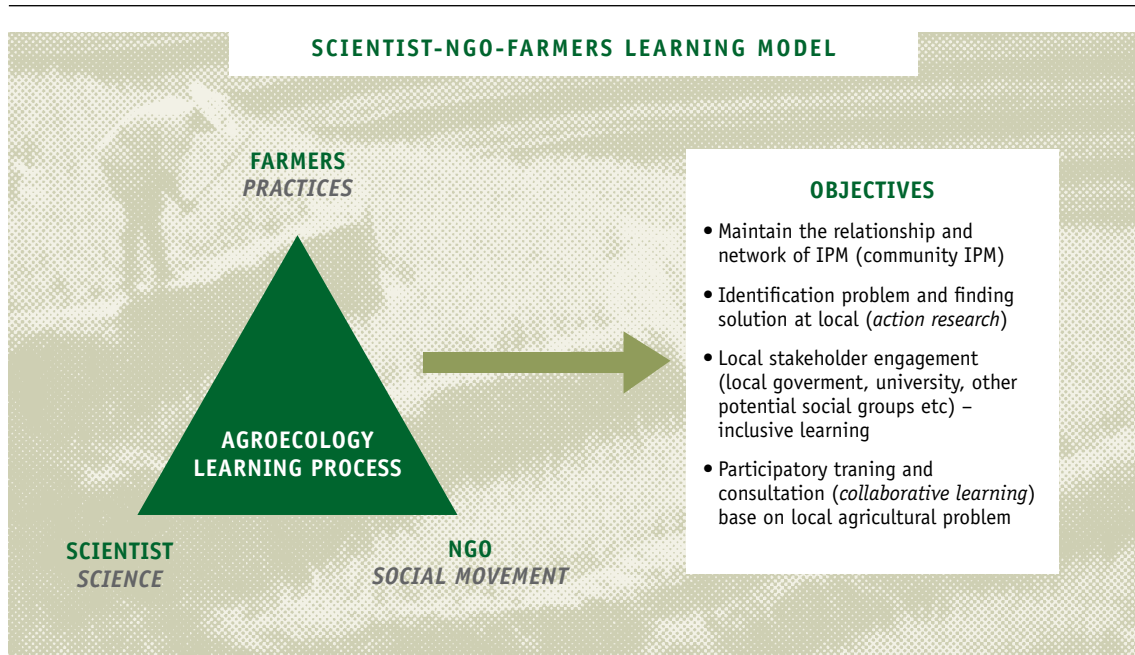 SCIENTIST-NGO-FARMERS LEARNING MODEL
FARMERS
PRACTICES
AGROECOLOGY
LEARNING PROCESS
SCIENTIST
SCIENCE
NGO
SOCIAL MOVEMENT
OBJECTIVES
• Maintain the relationship and
network of IPM (community IPM)
• Identification problem and finding
solution at local (action research)
• Local stakeholder engagement
(local goverment, university, other
potential social groups etc) –
inclusive learning
• Participatory traning and
consultation (collaborative learning)
base on local agricultural problem